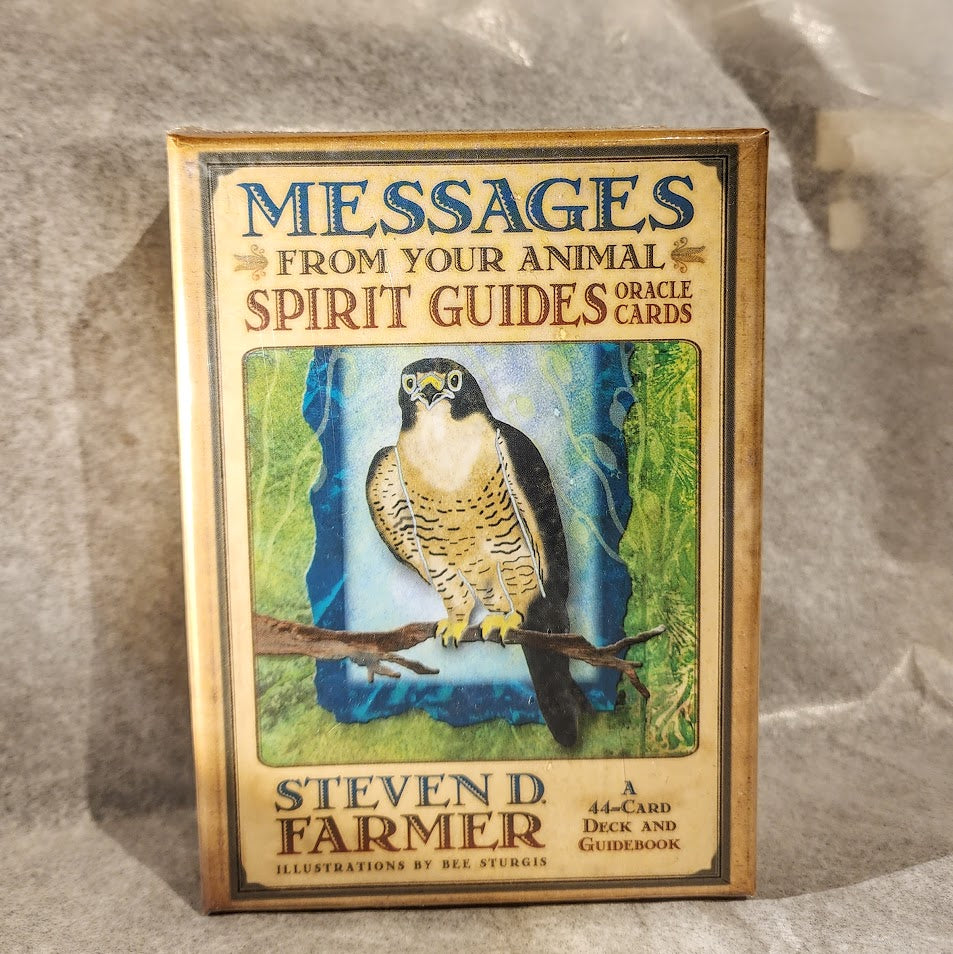 MESSAGES
FROM YOUR ANIMAL
SPIRIT GUIDES ORACLE CARDS
STEVEN D.
FARMER
ILLUSTRATIONS BY BEE STURGIS
A
44-CARD
DECK AND
GUIDEBOOK